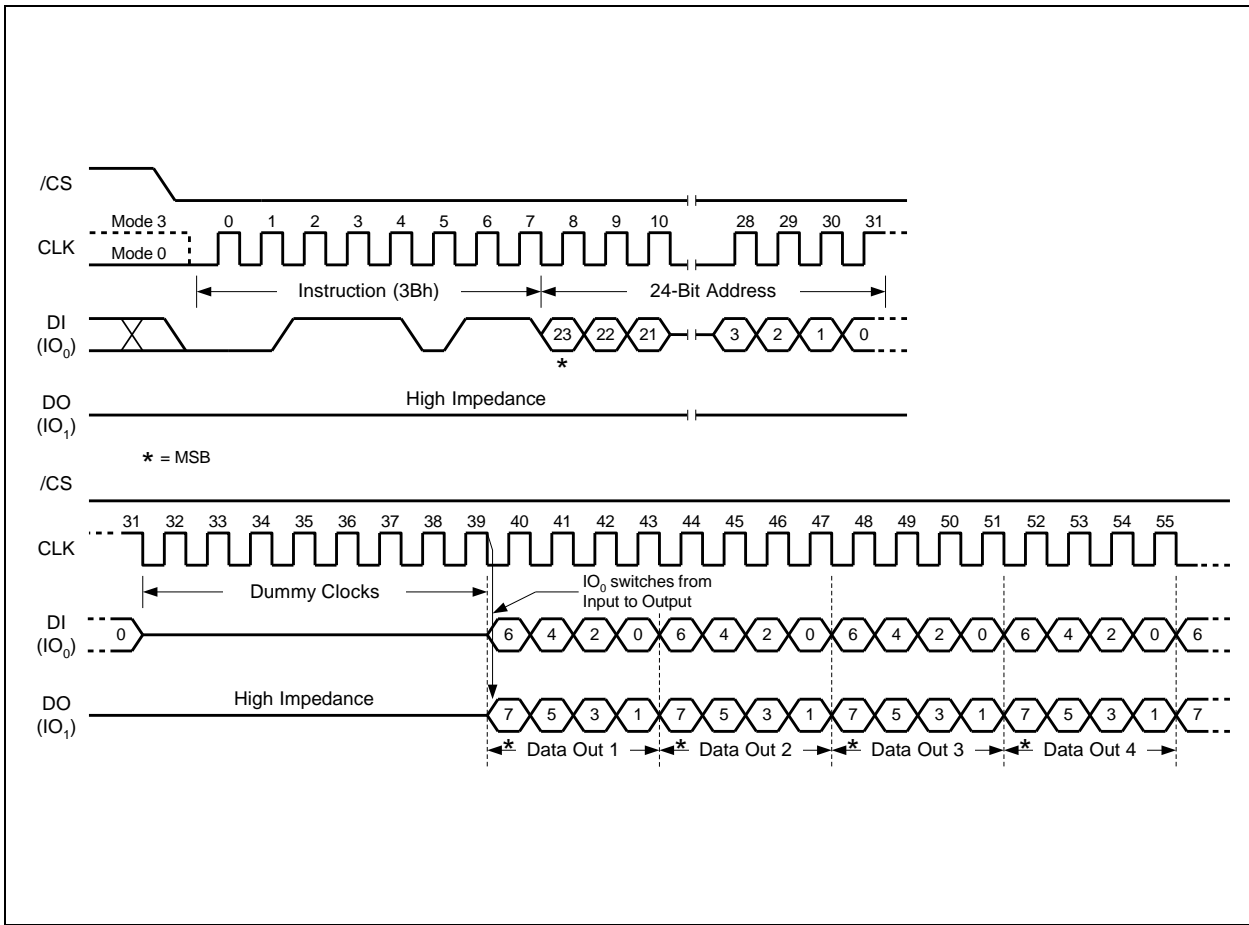 /CS
Mode 3 0 1 2 3 4 5 6 7 8 9 10 28 29 30 31
CLK
Mode 0
Instruction (3Bh) 24-Bit Address
DI
(IO0) 23 22 21 3 2 1 0
*
DO High Impedance
(IO1)
* = MSB
/CS
31 32 33 34 35 36 37 38 39 40 41 42 43 44 45 46 47 48 49 50 51 52 53 54 55
CLK
Dummy Clocks IO0 switches from
Input to Output
DI
(IO0) 0 6 4 2 0 6 4 2 0 6 4 2 0 6 4 2 0 6
DO High Impedance
(IO1) 7 5 3 1 7 5 3 1 7 5 3 1 7 5 3 1 7
* Data Out 1 * Data Out 2 * Data Out 3 * Data Out 4